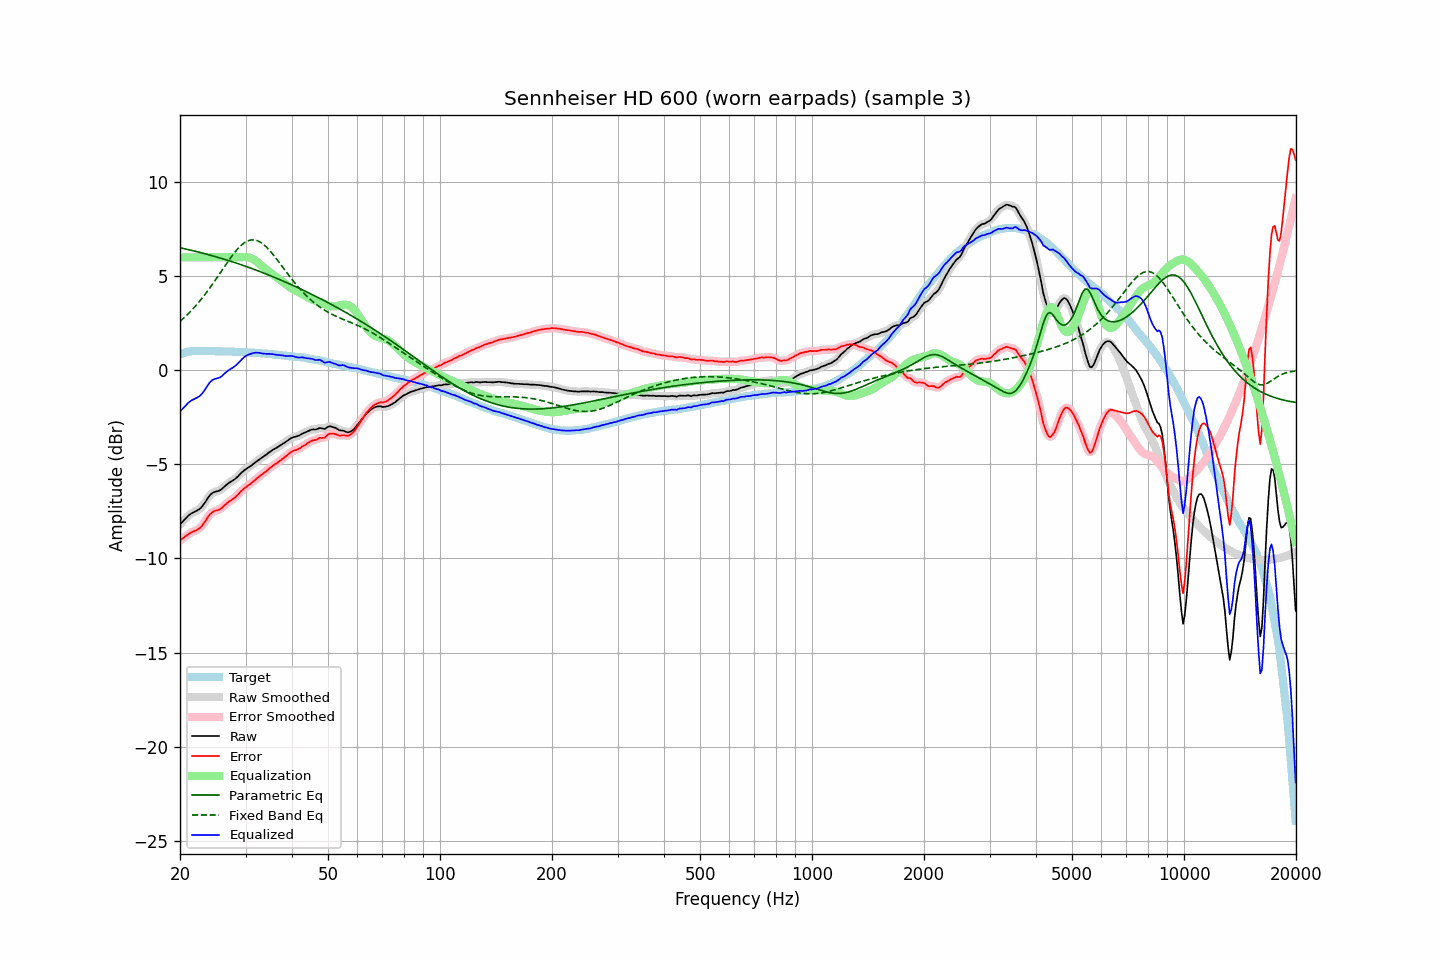 Sennheiser HD 600 (worn earpads) (sample 3)
10
5
0
−5
−10
−15
−20
−25
Amplitude (dBr)
Target
Raw Smoothed
Error Smoothed
Raw
Error
Equalization
Parametric Eq
Fixed Band Eq
Equalized
20 50 100 200 500 1000 2000 5000 10000 20000
Frequency (Hz)